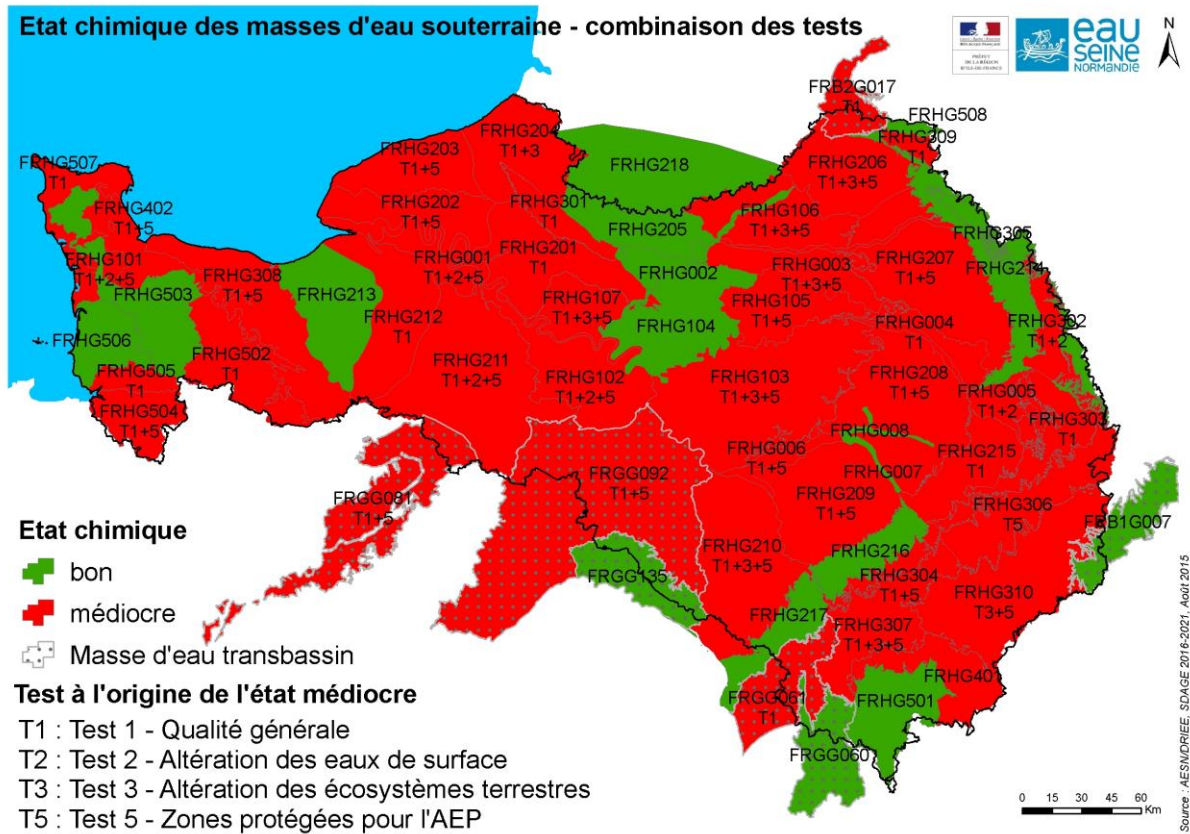 Etat chimique des masses d'eau souterraine - combinaison des tests
PRÉFET
DE LA RÉGION
D'ILE-DE-FRANCE
eau
SEINE
NORMANDIE
N
FRB2G017
T1
FRHG508
FRHG309
T1
FRHG204
T1+3
FRHG203
T1+5
FRHG206
T1+3+5
FRHG507
T1
FRHG218
FRHG402
T1+5
FRHG202
T1+5
FRHG301
T1
FRHG106
T1+3+5
FRHG205
FRHG305
FRHG101
T1+2+5
FRHG001
T1+2+5
FRHG201
T1
FRHG003
T1+3+5
FRHG207
T1+5
FRHG214
FRHG308
T1+5
FRHG002
FRHG503
FRHG213
FRHG107
T1+3+5
FRHG105
T1+5
FRHG212
T1
FRHG104
FRHG004
T1
FRHG302
T1+2
FRHG506
FRHG502
T1
FRHG211
T1+2+5
FRHG505
T1
FRHG102
T1+2+5
FRHG103
T1+3+5
FRHG208
T1+5
FRHG005
T1+2
FRHG504
T1+5
FRHG303
T1
FRHG008
FRHG006
T1+5
FRHG215
T1
FRHG007
FRGG092
T1+5
FRGG081
T1+5
FRHG209
T1+5
FRHG306
T5
FRB1G007
FRHG210
T1+3+5
FRHG216
FRGG135
FRHG304
T1+5
FRHG310
T3+5
FRHG217
FRHG307
T1+3+5
FRHG401
FRGG061
T1
FRHG501
FRGG060
Etat chimique
bon
médiocre
Masse d'eau transbassin
Test à l'origine de l'état médiocre
T1 : Test 1 - Qualité générale
T2 : Test 2 - Altération des eaux de surface
T3 : Test 3 - Altération des écosystèmes terrestres
T5 : Test 5 - Zones protégées pour l'AEP
0 15 30 45 60
Km
Source : AESN/DRIEE, SDAGE 2016-2021, Août 2015